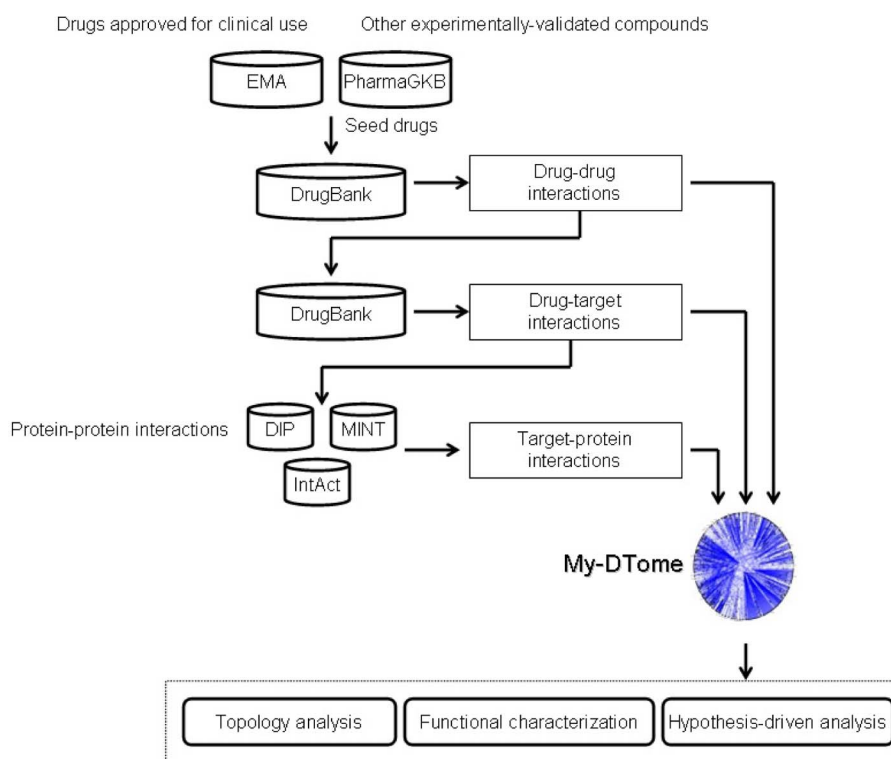 Drugs approved for clinical use
Other experimentally-validated compounds
EMA
PharmaGKB
Seed drugs
DrugBank
Drug-drug
interactions
DrugBank
Drug-target
interactions
Protein-protein interactions
DIP
MINT
IntAct
Target-protein
interactions
My-DTome
Topology analysis
Functional characterization
Hypothesis-driven analysis